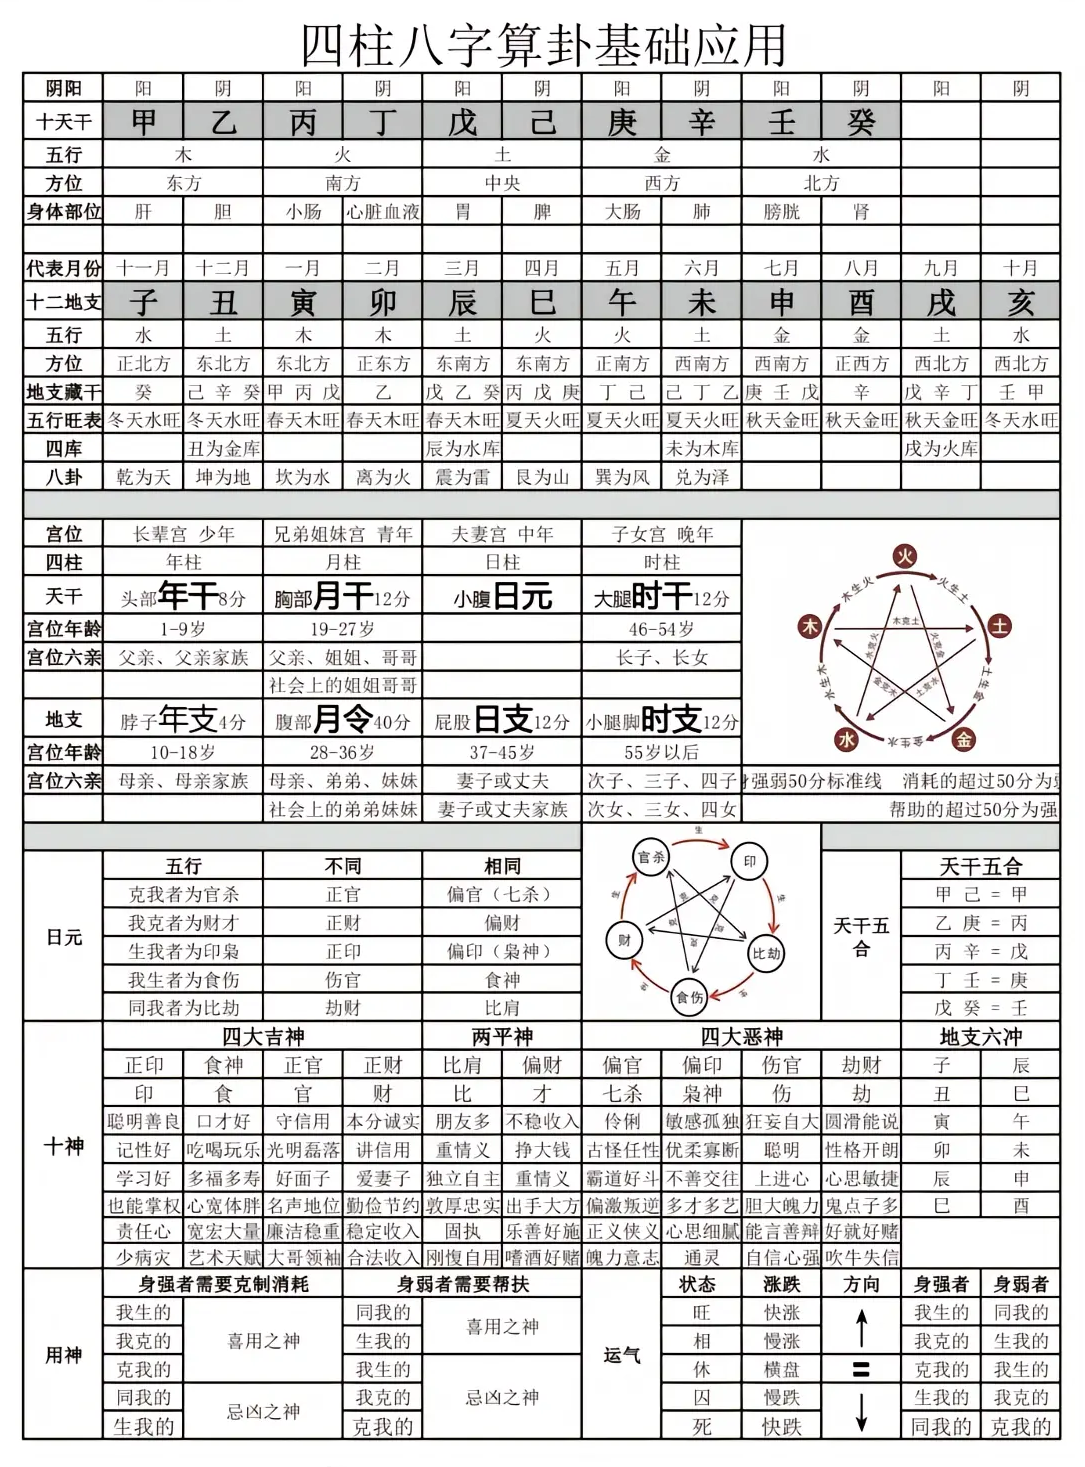 四柱八字算卦基础应用
阴阳 阳 阴 阳 阴 阳 阴 阳 阴 阳 阴 阳 阴
十天干 甲 乙 丙 丁 戊 己 庚 辛 壬 癸
五行 木 火 土 金 水
方位 东方 南方 中央 西方 北方
身体部位 肝 胆 小肠 心脏血液 胃 脾 大肠 肺 膀胱 肾
代表月份 十一月 十二月 一月 二月 三月 四月 五月 六月 七月 八月 九月 十月
十二地支 子 丑 寅 卯 辰 巳 午 未 申 酉 戌 亥
五行 水 土 木 木 土 火 火 土 金 金 土 水
方位 正北方 东北方 东北方 正东方 东南方 东南方 正南方 西南方 西南方 正西方 西北方 西北方
地支藏干 癸 己 辛 癸 甲 丙 戊 乙 戊 乙 癸 丙 戊 庚 丁 己 己 丁 乙 庚 壬 戊 辛 戊 辛 丁 壬 甲
五行旺表 冬天水旺 冬天水旺 春天木旺 春天木旺 春天木旺 夏天火旺 夏天火旺 夏天火旺 秋天金旺 秋天金旺 秋天金旺 冬天水旺
四库 丑为金库 辰为水库 未为木库 戌为火库
八卦 乾为天 坤为地 坎为水 离为火 震为雷 艮为山 巽为风 兑为泽
宫位 长辈宫 少年 兄弟姐妹宫 青年 夫妻宫 中年 子女宫 晚年
四柱 年柱 月柱 日柱 时柱
天干 头部年干8分 胸部月干12分 小腹日元 大腿时干12分
宫位年龄 1-9岁 19-27岁 46-54岁
宫位六亲 父亲、父亲家族 父亲、姐姐、哥哥 长子、长女
社会上的姐姐哥哥
地支 脖子年支4分 腹部月令40分 屁股日支12分 小腿脚时支12分
宫位年龄 10-18岁 28-36岁 37-45岁 55岁以后
宫位六亲 母亲、母亲家族 母亲、弟弟、妹妹 妻子或丈夫 次子、三子、四子
社会上的弟弟妹妹 妻子或丈夫家族 次女、三女、四女
火
木生火 火生土
木 木克土 土
水克火 火克金
水生木 金克木 土克水 土生金
水 金生水 金
强弱50分标准线 消耗的超过50分为
帮助的超过50分为强
日元
五行 不同 相同
克我者为官杀 正官 偏官（七杀）
我克者为财才 正财 偏财
生我者为印枭 正印 偏印（枭神）
我生者为食伤 伤官 食神
同我者为比劫 劫财 比肩
生
官杀 印
生 克 克 生
财 克 克 克 比劫
生 食伤 生
天干五合
天干五合
甲 己 = 甲
乙 庚 = 丙
丙 辛 = 戊
丁 壬 = 庚
戊 癸 = 壬
十神
四大吉神 两平神 四大恶神 地支六冲
正印 食神 正官 正财 比肩 偏财 偏官 偏印 伤官 劫财 子 辰
印 食 官 财 比 才 七杀 枭神 伤 劫 丑 巳
聪明善良 口才好 守信用 本分诚实 朋友多 不稳收入 伶俐 敏感孤独 狂妄自大 圆滑能说 寅 午
记性好 吃喝玩乐 光明磊落 讲信用 重情义 挣大钱 古怪任性 优柔寡断 聪明 性格开朗 卯 未
学习好 多福多寿 好面子 爱妻子 独立自主 重情义 霸道好斗 不善交往 上进心 心思敏捷 辰 申
也能掌权 心宽体胖 名声地位 勤俭节约 敦厚忠实 出手大方 偏激叛逆 多才多艺 胆大魄力 鬼点子多 巳 酉
责任心 宽宏大量 廉洁稳重 稳定收入 固执 乐善好施 正义侠义 心思细腻 能言善辩 好就好赌
少病灾 艺术天赋 大哥领袖 合法收入 刚愎自用 嗜酒好赌 魄力意志 通灵 自信心强 吹牛失信
用神
身强者需要克制消耗 身弱者需要帮扶 状态 涨跌 方向 身强者 身弱者
我生的 喜用之神 同我的 喜用之神 运气 旺 快涨 我生的 同我的
我克的 生我的 相 慢涨 我克的 生我的
克我的 我生的 忌凶之神 休 横盘 克我的 我生的
同我的 忌凶之神 我克的 囚 慢跌 生我的 我克的
生我的 克我的 死 快跌 同我的 克我的